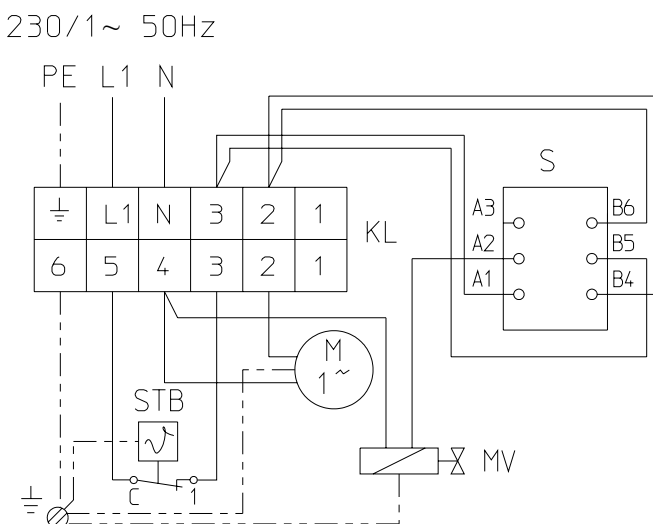 230/1~ 50Hz
PE L1 N
S
L1 N 3 2 1
KL
6 5 4 3 2 1
A3 B6
A2 B5
A1 B4
M
1~
STB
MV
C 1